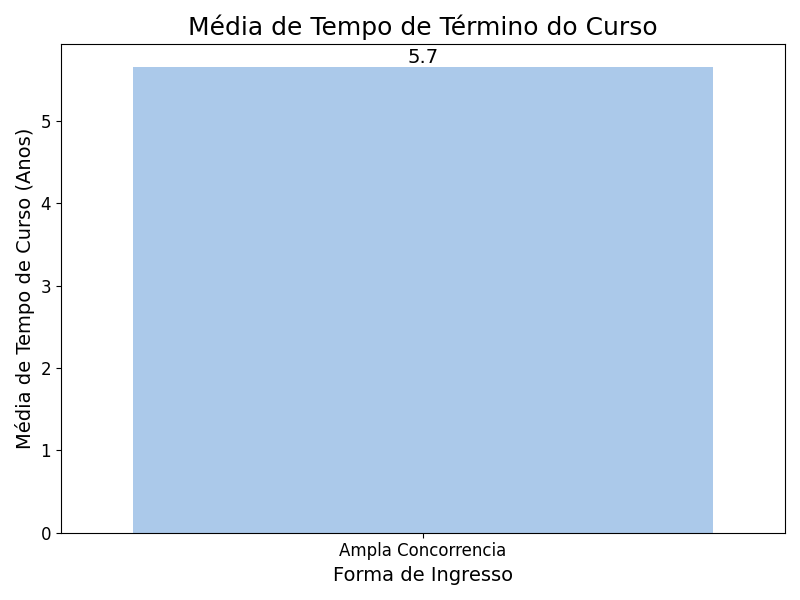 Média de Tempo de Término do Curso
5.7
Média de Tempo de Curso (Anos)
5
4
3
2
1
0
Ampla Concorrencia
Forma de Ingresso